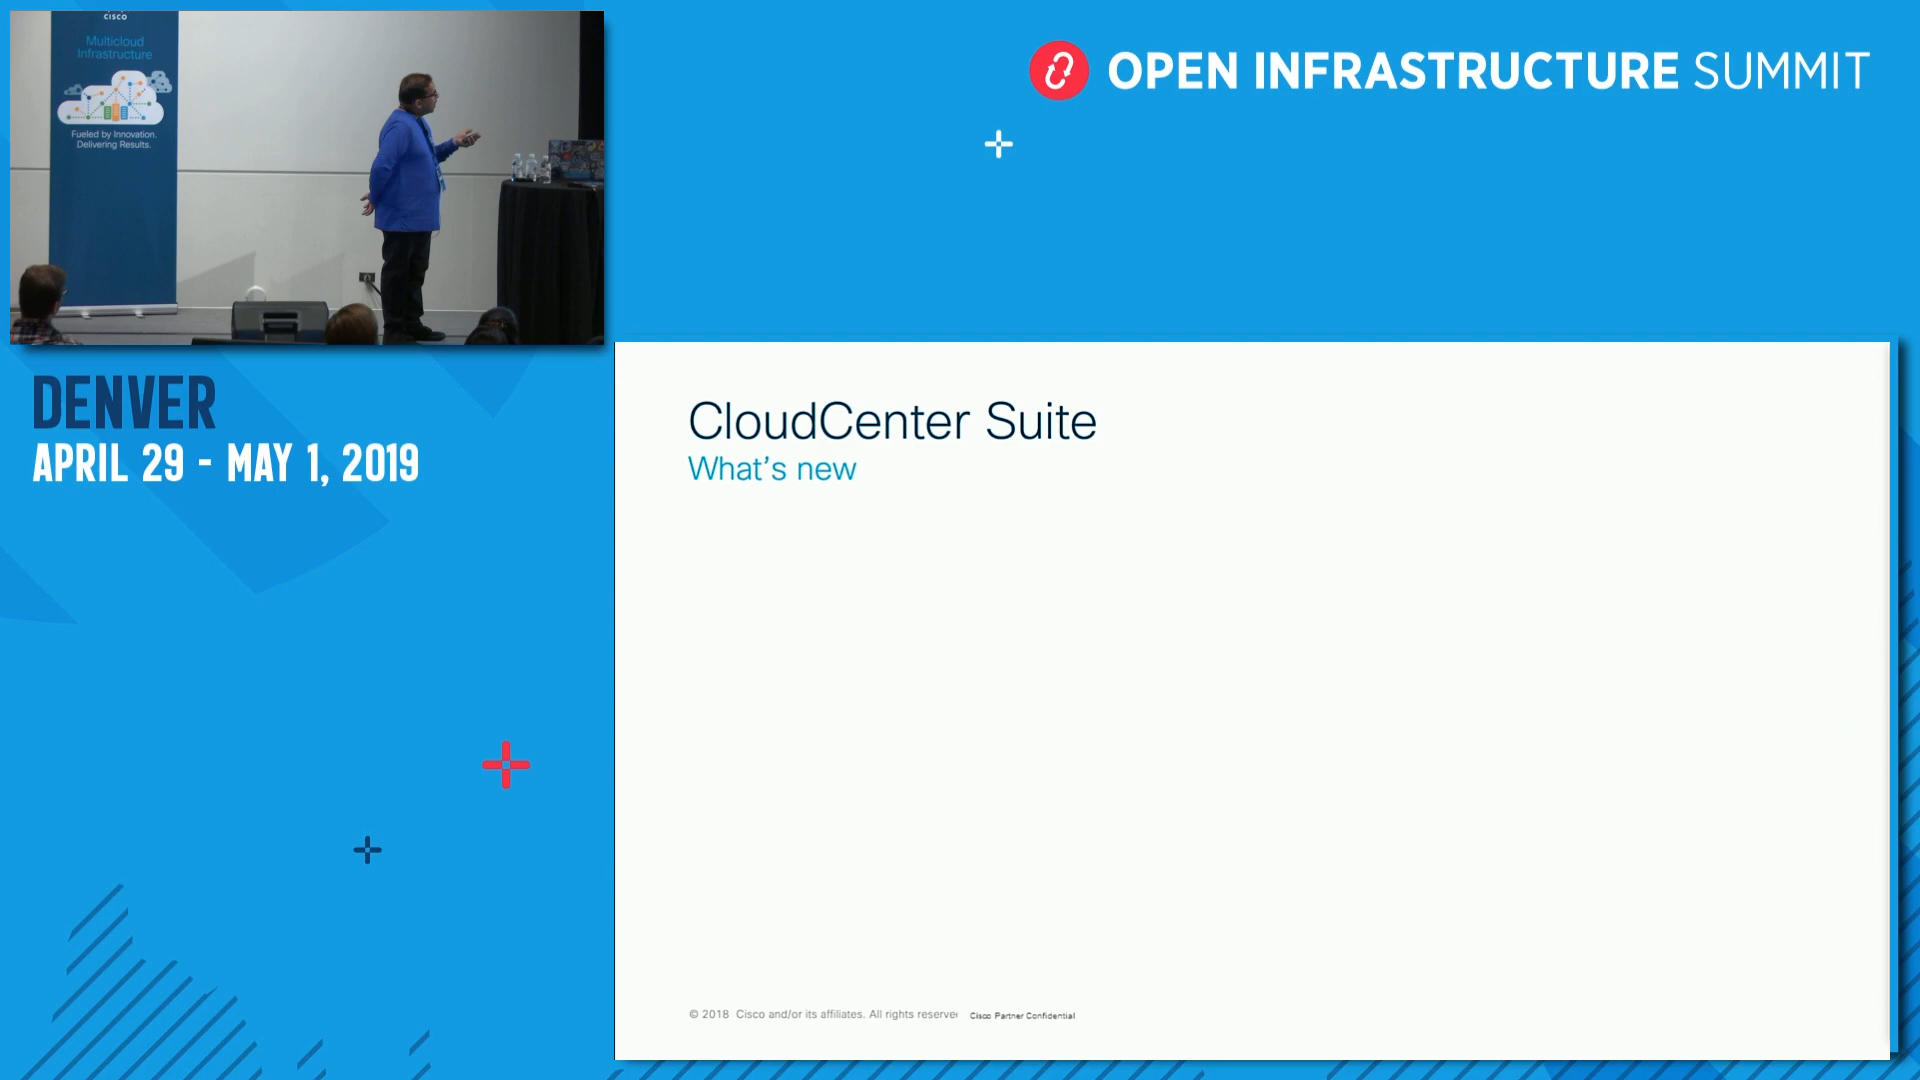 CISCO
Multicloud
Infrastructure
Fueled by Innovation.
Delivering Results.
OPEN INFRASTRUCTURE SUMMIT
DENVER
APRIL 29 - MAY 1, 2019
CloudCenter Suite
What's new
© 2018 Cisco and/or its affiliates. All rights reserve
Cisco Partner Confidential